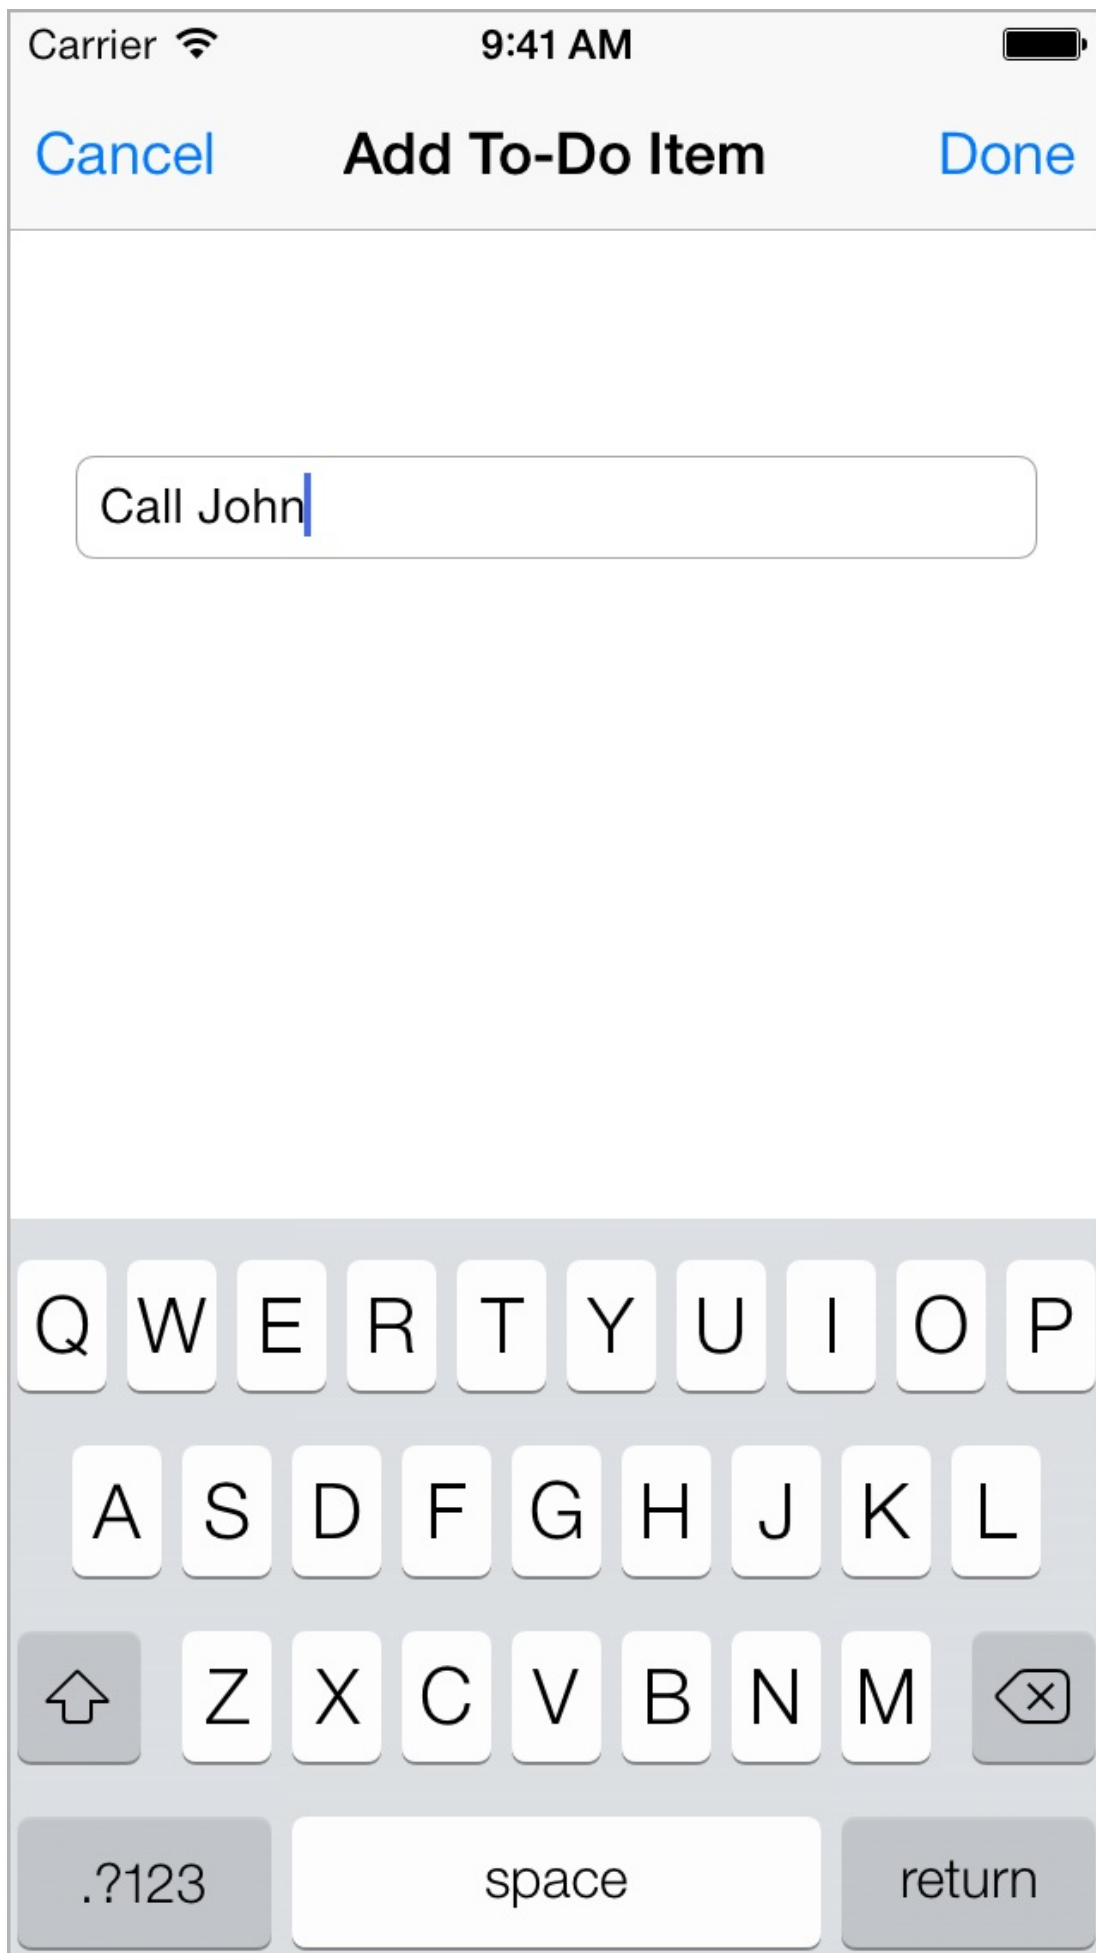 Carrier 9:41 AM
Cancel Add To-Do Item Done
Call John
Q W E R T Y U I O P
A S D F G H J K L
Z X C V B N M
.?123 space return